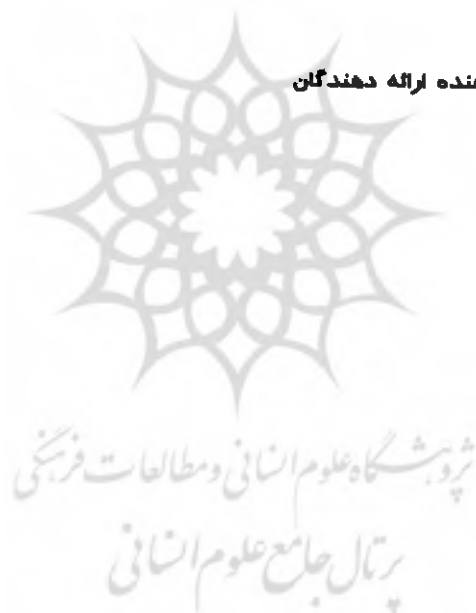 ارائه دهندگان
پژوهشگاه علوم انسانی و مطالعات فرهنگی
پرتال جامع علوم انسانی